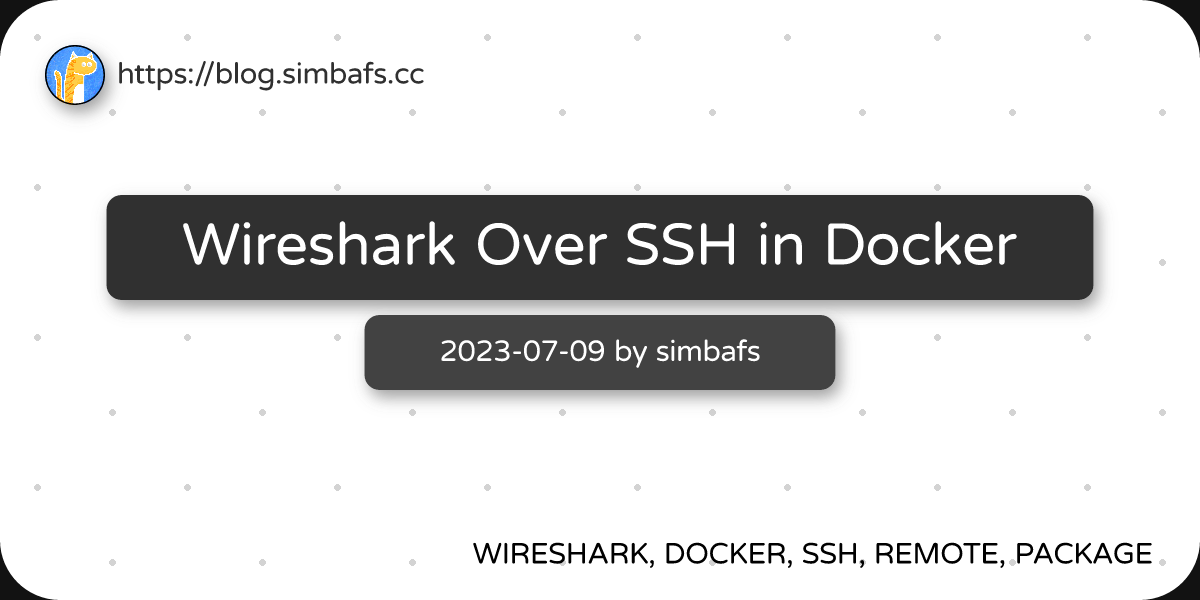 https://blog.simbafs.cc
Wireshark Over SSH in Docker
2023-07-09 by simbafs
WIRESHARK, DOCKER, SSH, REMOTE, PACKAGE